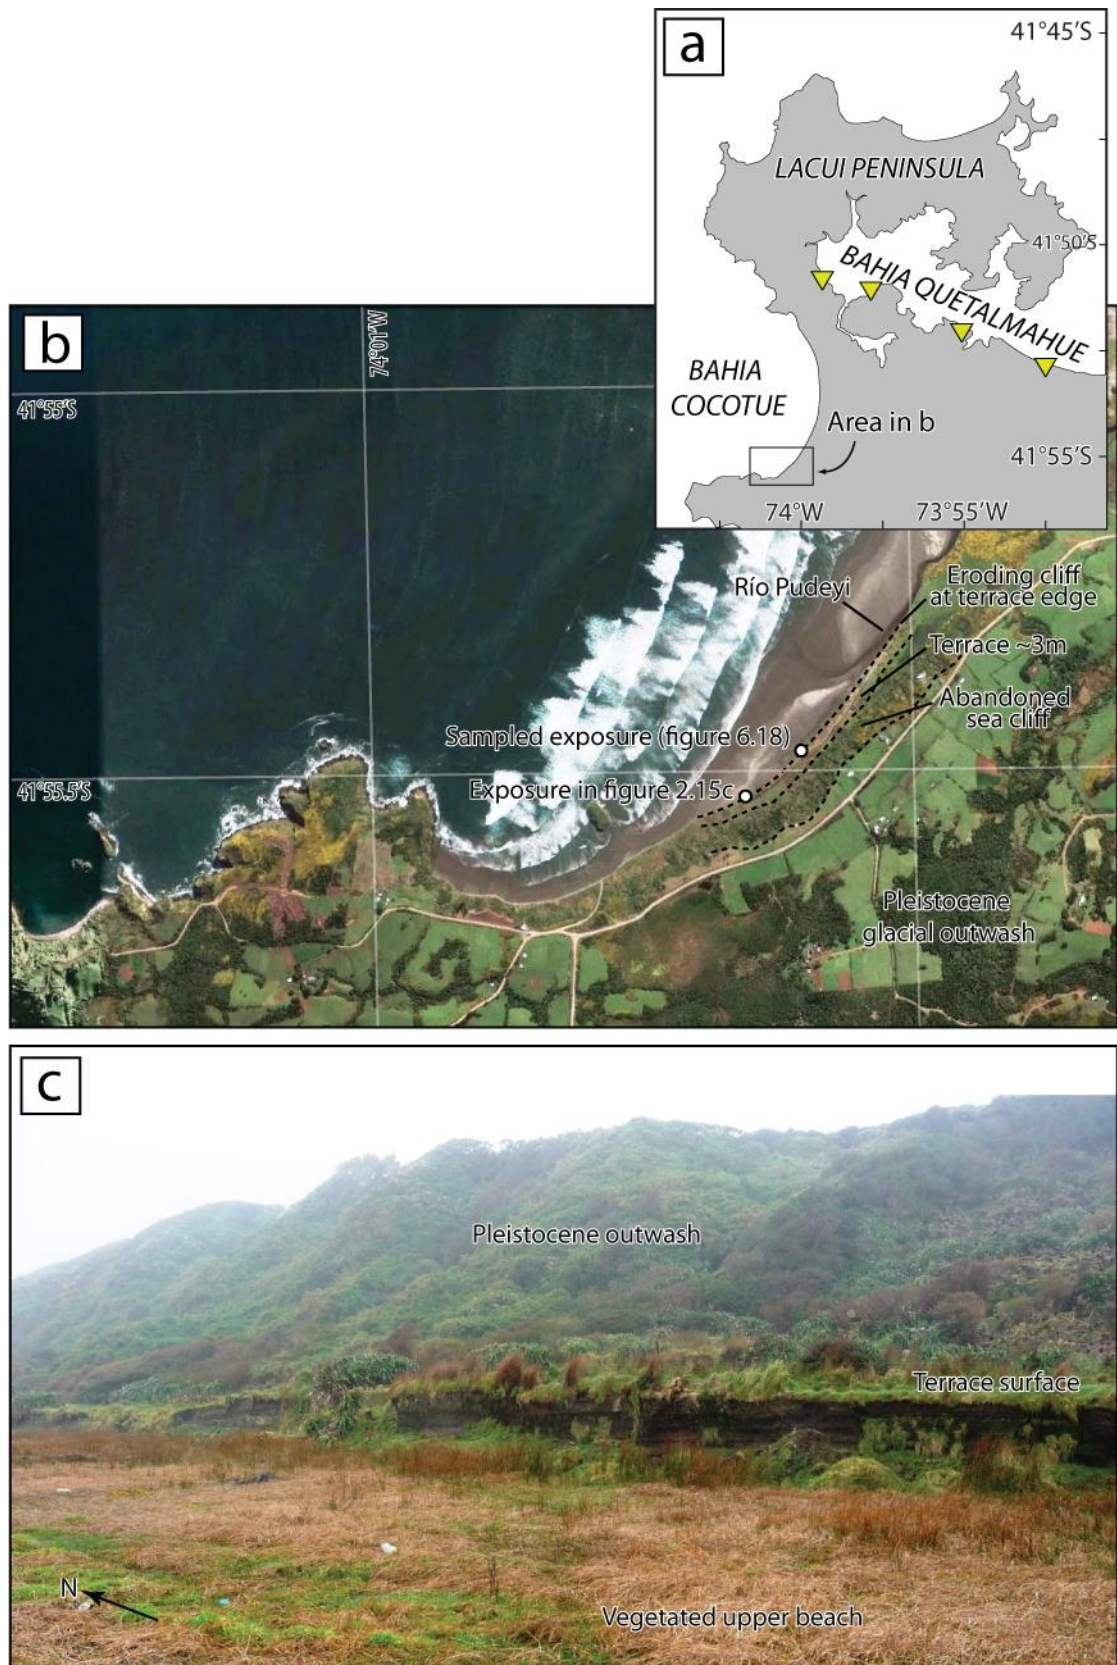 a
41°45'S
LACUI PENINSULA
41°50'S
BAHIA QUETALMAHUE
BAHIA
COCOTUE
Area in b
41°55'S
74°W
73°55'W
b
74°01'W
41°55'S
Río Pudeyi
Eroding cliff
at terrace edge
Terrace ~3m
Abandoned
sea cliff
Sampled exposure (figure 6.18)
41°55.5'S
Exposure in figure 2.15c
Pleistocene
glacial outwash
c
Pleistocene outwash
Terrace surface
N
Vegetated upper beach